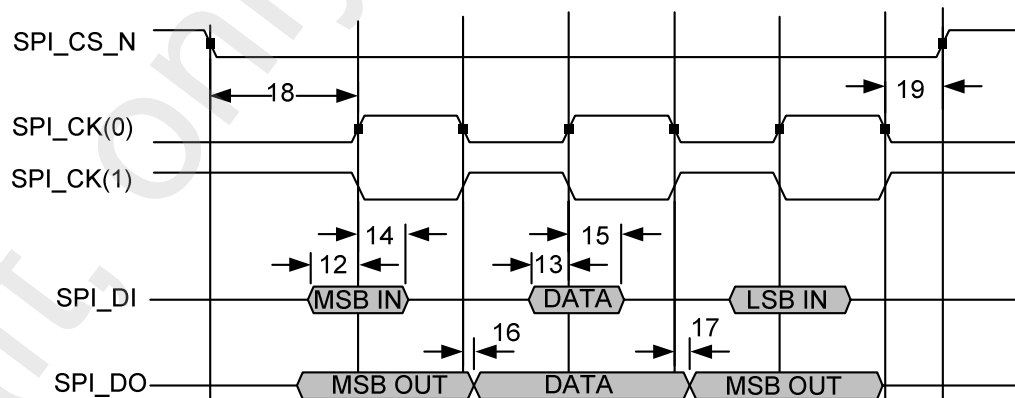 SPI_CS_N
18
19
SPI_CK(0)
SPI_CK(1)
14
15
12
13
SPI_DI
MSB IN
DATA
LSB IN
16
17
SPI_DO
MSB OUT
DATA
MSB OUT